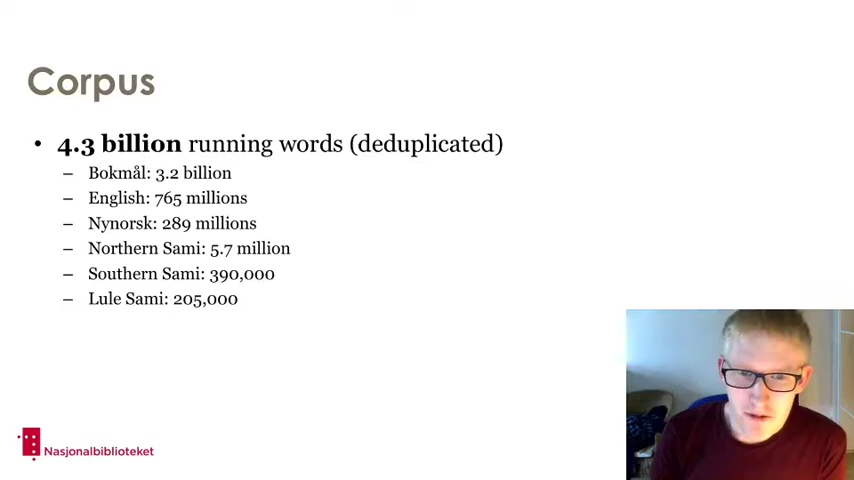 Corpus
• 4.3 billion running words (deduplicated)
– Bokmål: 3.2 billion
– English: 765 millions
– Nynorsk: 289 millions
– Northern Sami: 5.7 million
– Southern Sami: 390,000
– Lule Sami: 205,000
Nasjonalbiblioteket